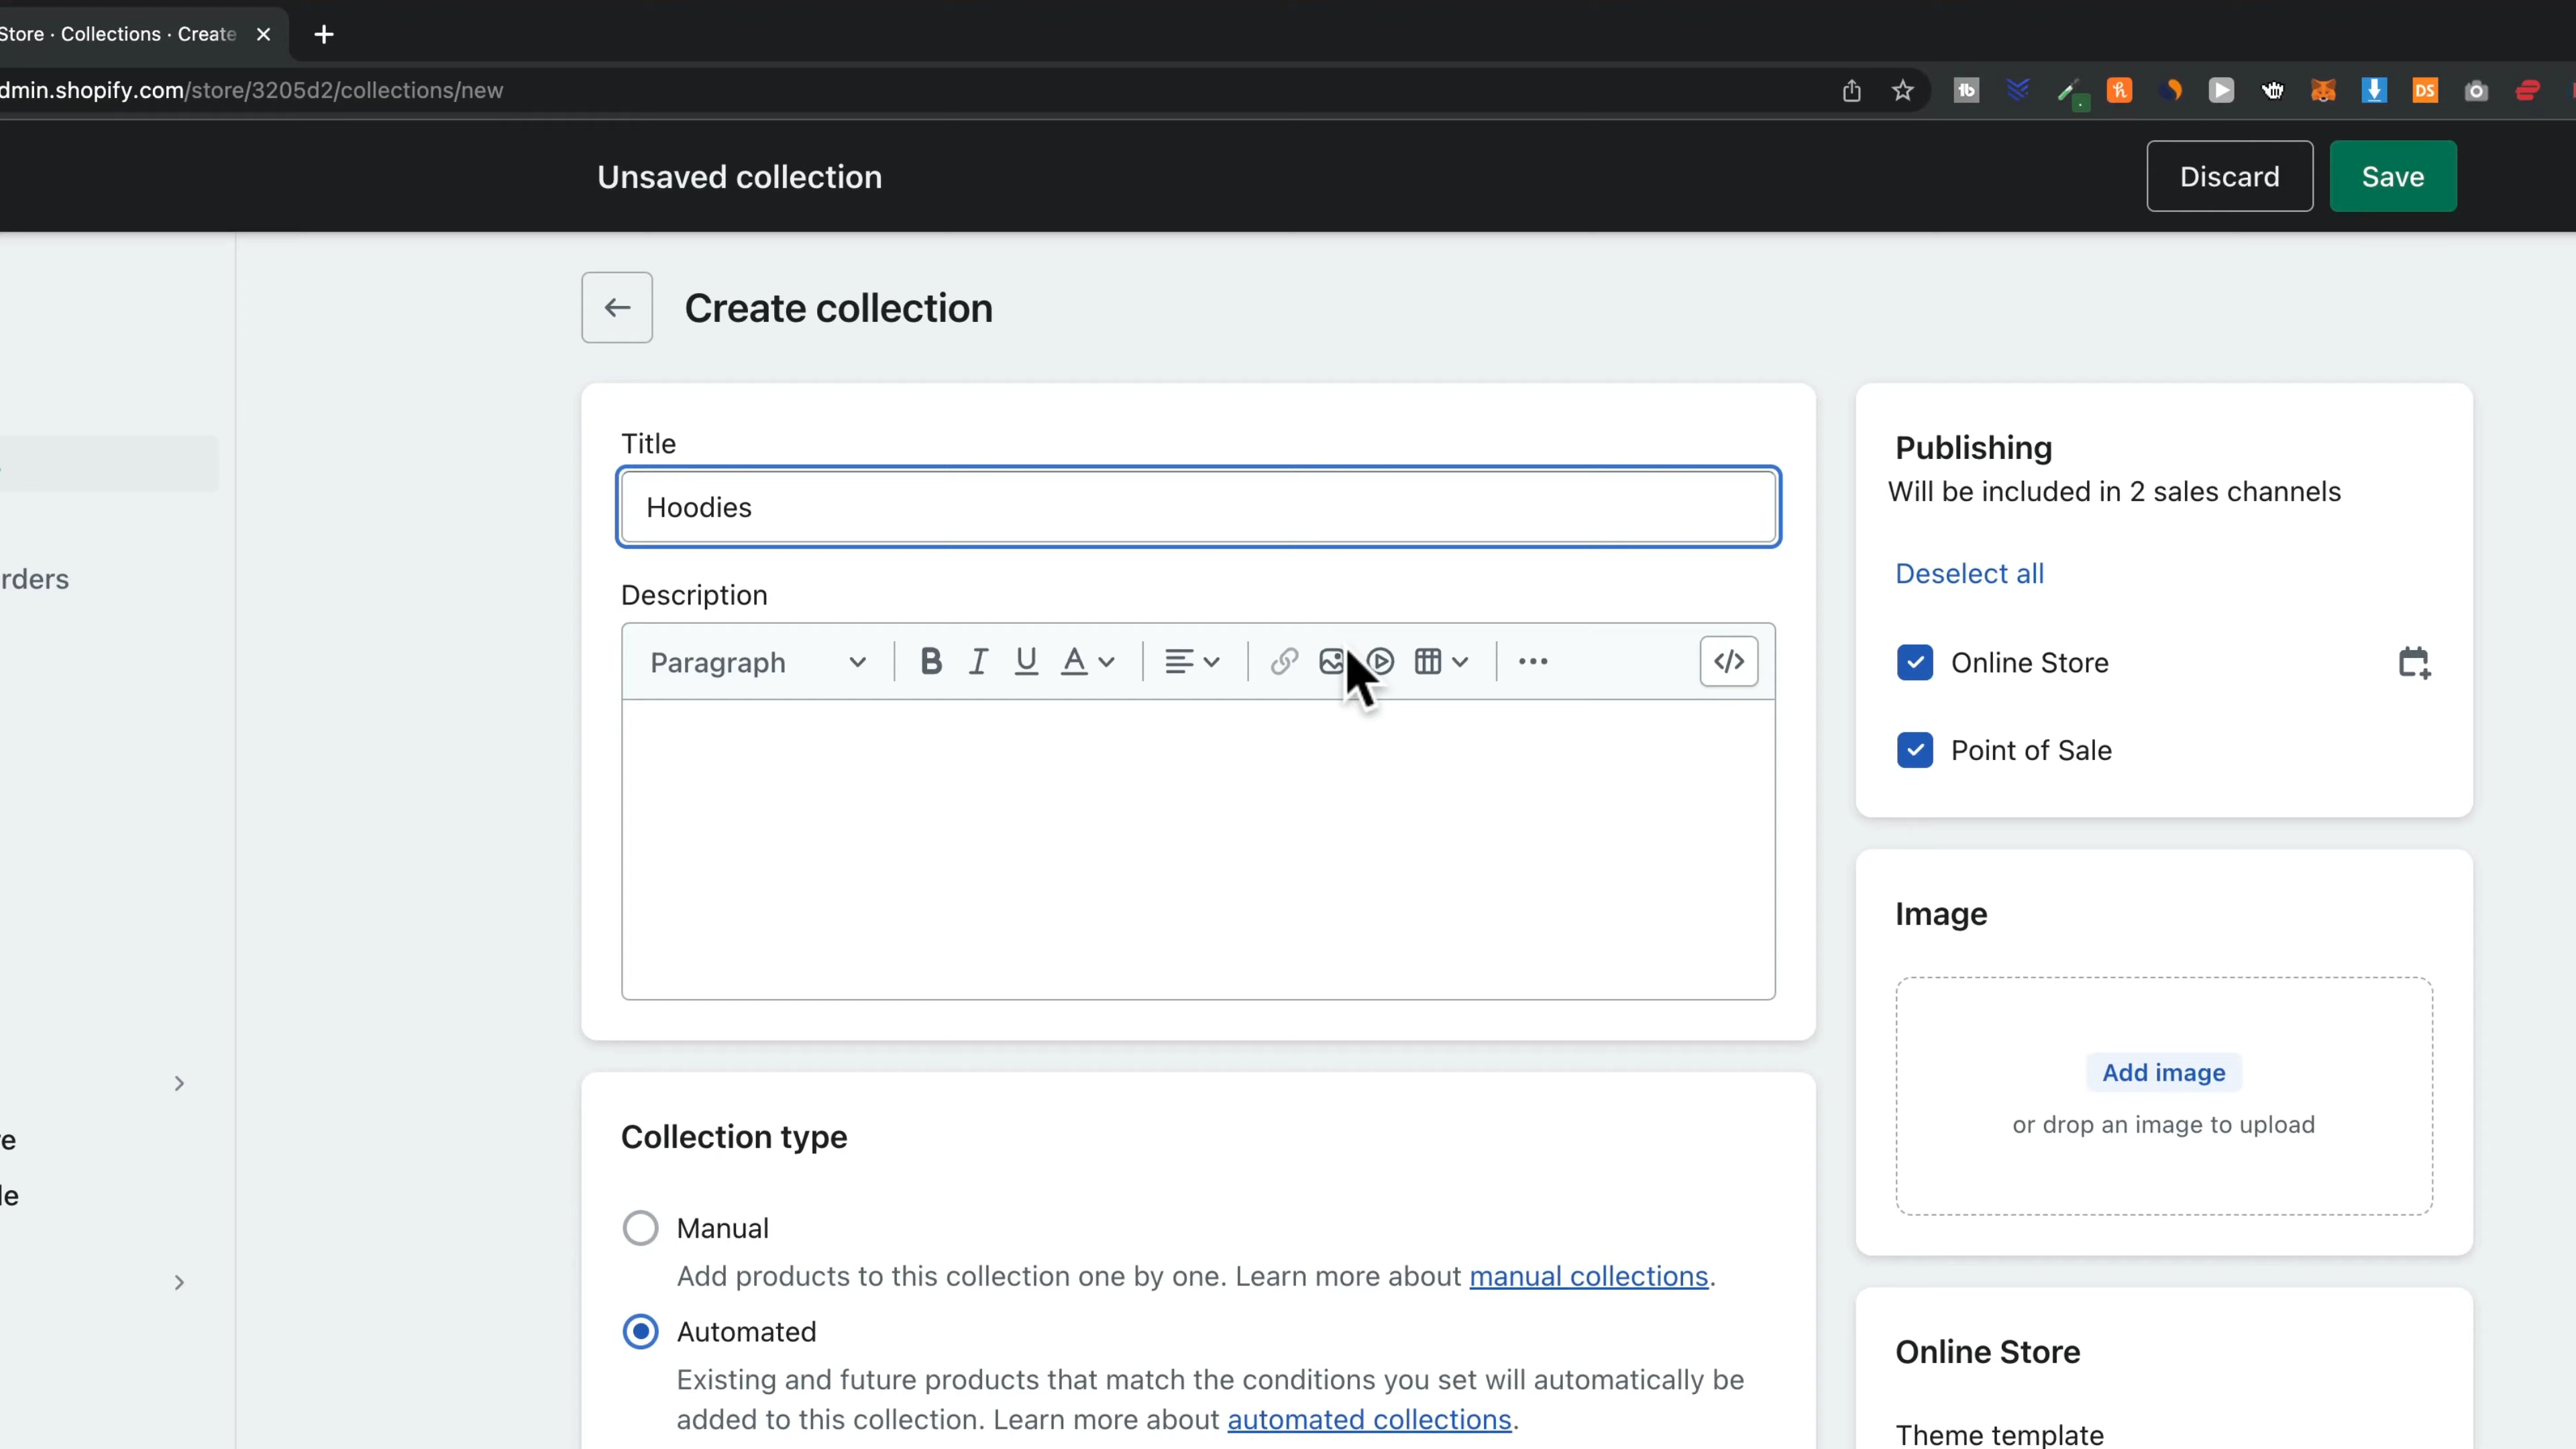 Store · Collections · Create
dmin.shopify.com/store/3205d2/collections/new
Unsaved collection
Discard
Save
Create collection
Title
Hoodies
Description
Paragraph
B I U A
</>
Collection type
Manual
Add products to this collection one by one. Learn more about manual collections.
Automated
Existing and future products that match the conditions you set will automatically be
added to this collection. Learn more about automated collections.
Publishing
Will be included in 2 sales channels
Deselect all
Online Store
Point of Sale
Image
Add image
or drop an image to upload
Online Store
Theme template
rders
e
le
DS